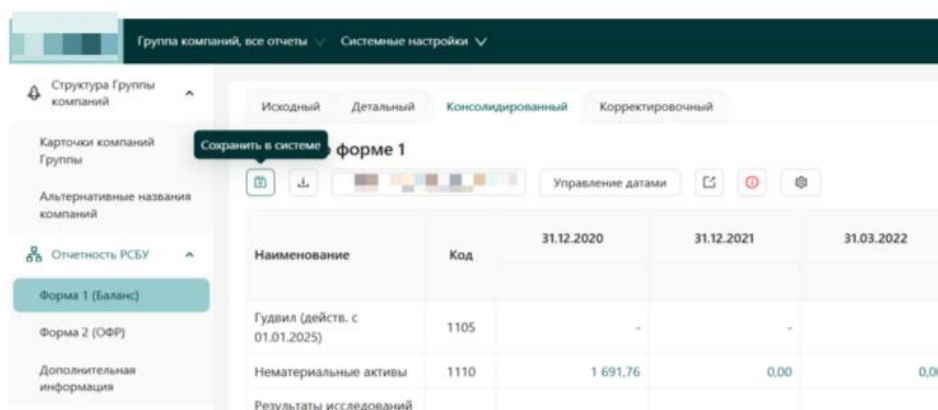 Группа компаний, все отчеты
Системные настройки
Структура Группы
компаний
Карточки компаний
Группы
Альтернативные названия
компаний
Отчетность РСБУ
Форма 1 (Баланс)
Форма 2 (ОФР)
Дополнительная
информация
Исходный
Детальный
Консолидированный
Корректировочный
Сохранить в системе
форме 1
Управление датами
Наименование
Код
31.12.2020
31.12.2021
31.03.2022
Гудвил (действ. с
01.01.2025)
1105
-
-
Нематериальные активы
1110
1 691,76
0,00
0,00
Результаты исследований